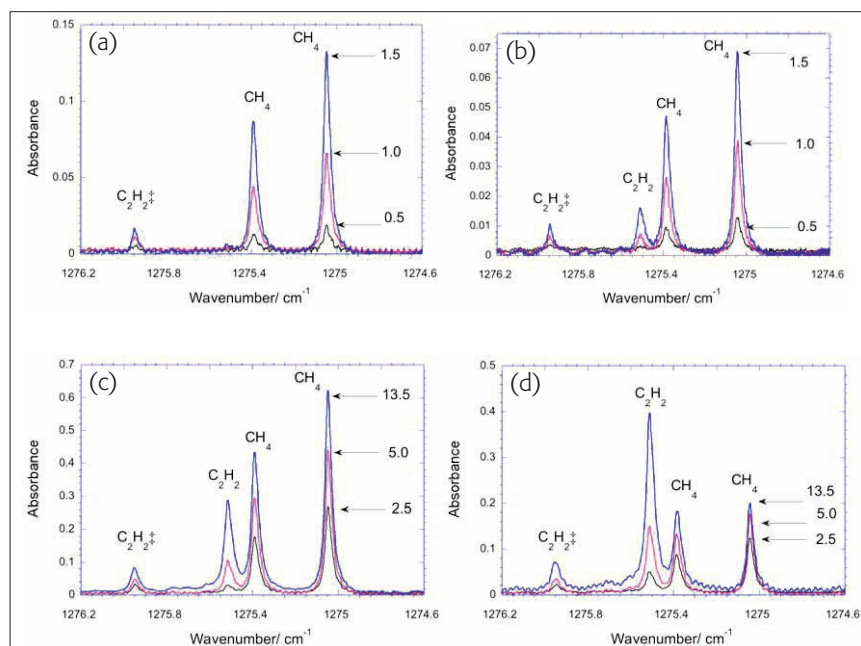 (a)
0.15
0.1
0.05
0
Absorbance
CH₄
CH₄
C₂H₂‡
1.5
1.0
0.5
1276.2 1275.8 1275.4 1275 1274.6
Wavenumber/ cm⁻¹
(b)
0.07
0.06
0.05
0.04
0.03
0.02
0.01
0
Absorbance
CH₄
CH₄
C₂H₂
C₂H₂‡
1.5
1.0
0.5
1276.2 1275.8 1275.4 1275 1274.6
Wavenumber/ cm⁻¹
(c)
0.7
0.6
0.5
0.4
0.3
0.2
0.1
0
Absorbance
CH₄
CH₄
C₂H₂
C₂H₂‡
13.5
5.0
2.5
1276.2 1275.8 1275.4 1275 1274.6
Wavenumber/ cm⁻¹
(d)
0.5
0.4
0.3
0.2
0.1
0
Absorbance
C₂H₂
CH₄
CH₄
C₂H₂‡
13.5
5.0
2.5
1276.2 1275.8 1275.4 1275 1274.6
Wavenumber/ cm⁻¹